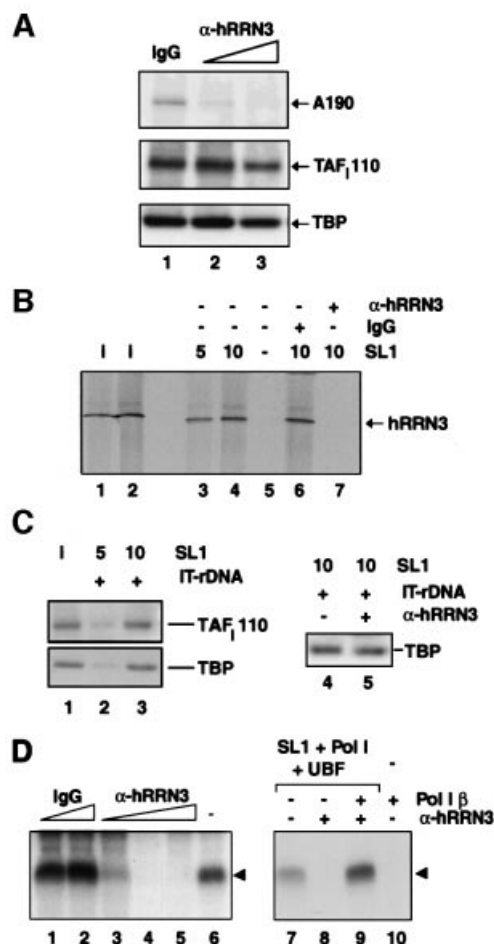 A
α-hRRN3
IgG
A190
TAFI110
TBP
1 2 3
B
- - - - + α-hRRN3
- - - + - IgG
I I 5 10 - 10 10 SL1
hRRN3
1 2 3 4 5 6 7
C
I 5 10 SL1
+ + IT-rDNA
TAFI110
TBP
1 2 3
10 10 SL1
+ + IT-rDNA
- + α-hRRN3
TBP
4 5
D
IgG α-hRRN3 -
1 2 3 4 5 6
SL1 + Pol I
+ UBF -
- - + + Pol I β
- + + - α-hRRN3
7 8 9 10